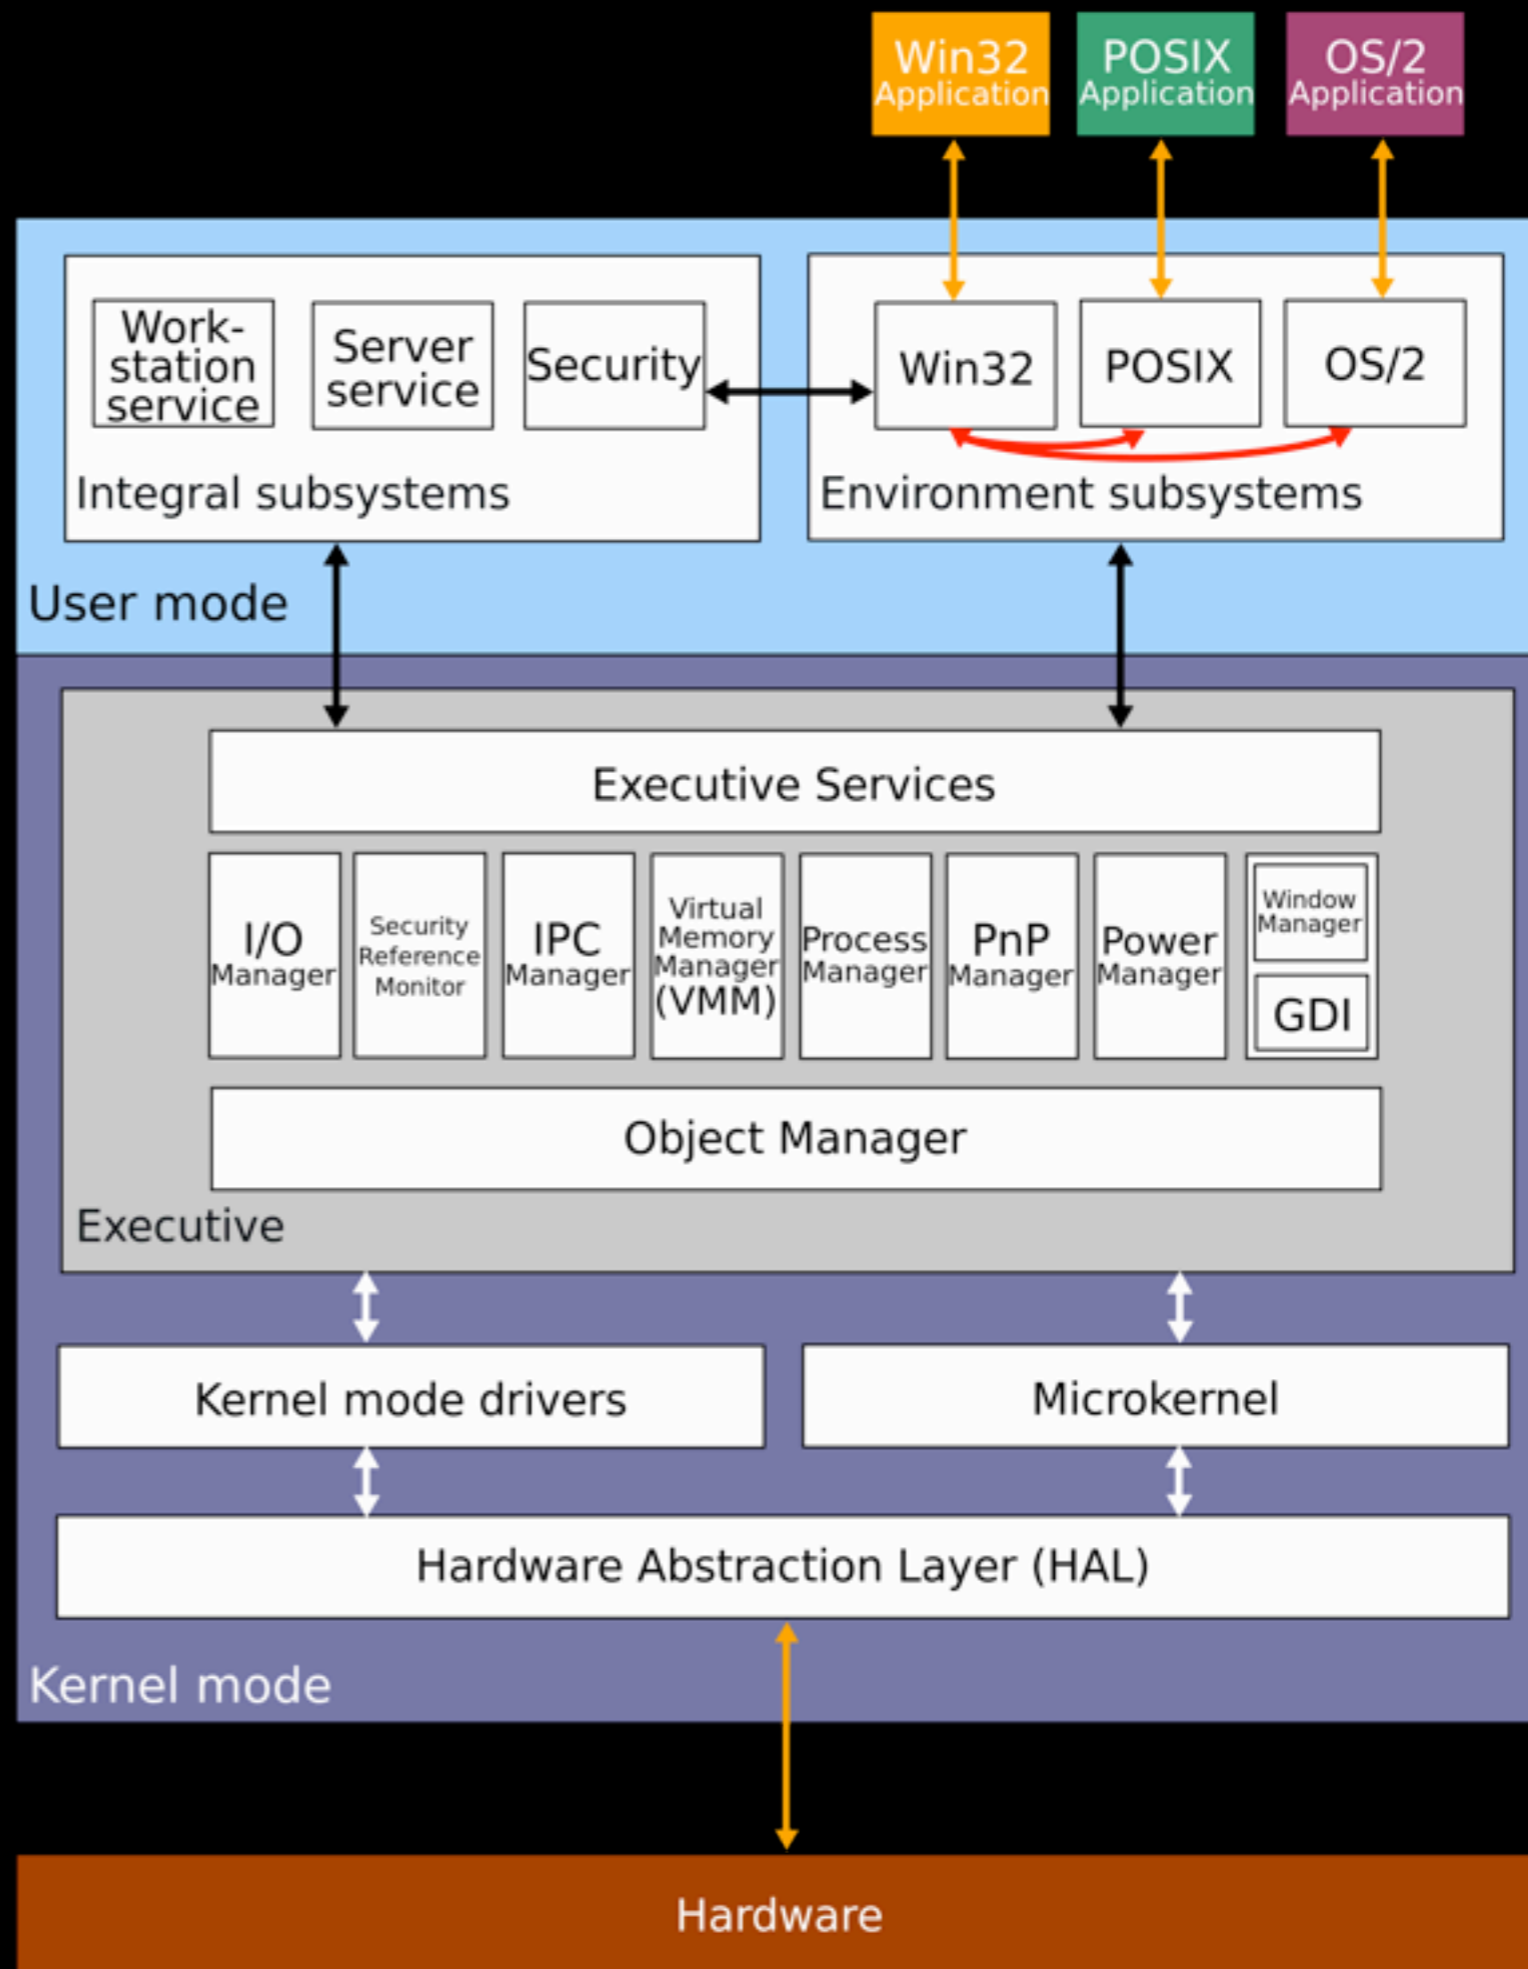 Win32
Application
POSIX
Application
OS/2
Application
Work-
station
service
Server
service
Security
Integral subsystems
Win32
POSIX
OS/2
Environment subsystems
User mode
Executive Services
I/O
Manager
Security
Reference
Monitor
IPC
Manager
Virtual
Memory
Manager
(VMM)
Process
Manager
PnP
Manager
Power
Manager
Window
Manager
GDI
Object Manager
Executive
Kernel mode drivers
Microkernel
Hardware Abstraction Layer (HAL)
Kernel mode
Hardware